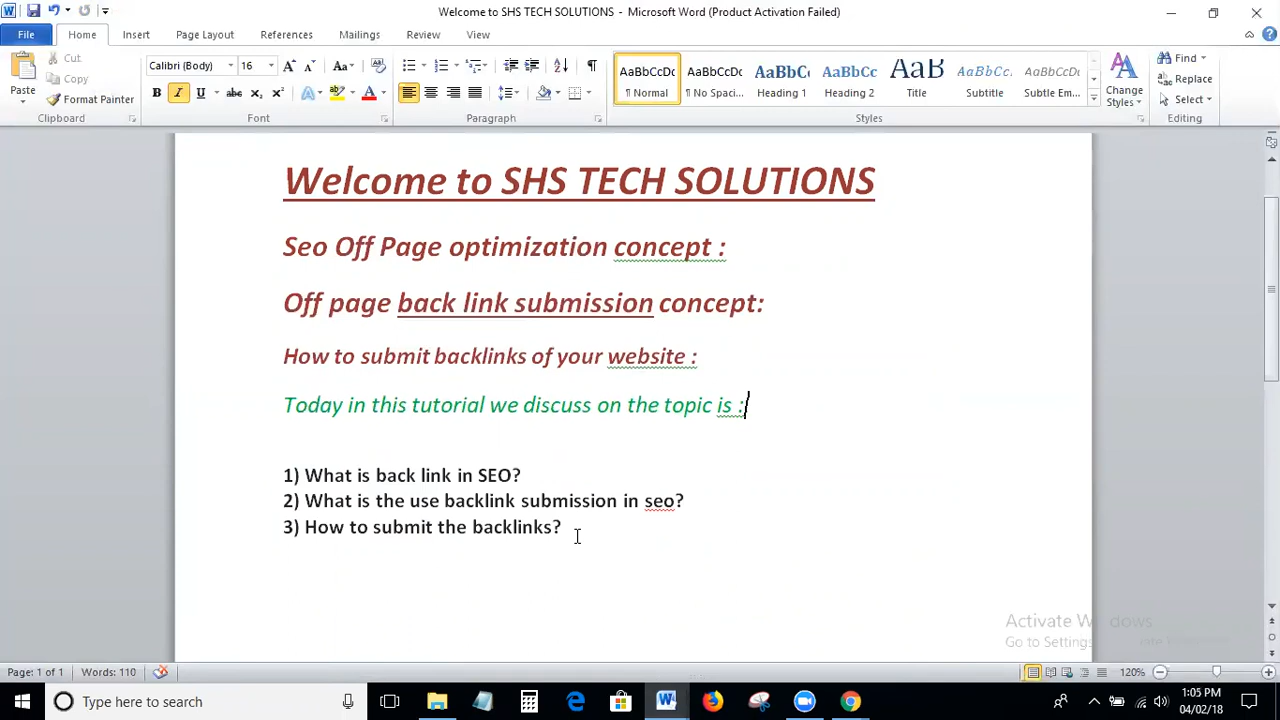 Welcome to SHS TECH SOLUTIONS - Microsoft Word (Product Activation Failed)
File Home Insert Page Layout References Mailings Review View
Paste Cut Copy Format Painter Clipboard
Calibri (Body) 16 Font
Paragraph
AaBbCcDc ¶ Normal AaBbCcDc ¶ No Spaci... AaBbC Heading 1 AaBbCc Heading 2 AaB Title AaBbCc. Subtitle AaBbCcDc Subtle Em... Change Styles Styles
Find Replace Select Editing
Welcome to SHS TECH SOLUTIONS
Seo Off Page optimization concept :
Off page back link submission concept:
How to submit backlinks of your website :
Today in this tutorial we discuss on the topic is :
1) What is back link in SEO?
2) What is the use backlink submission in seo?
3) How to submit the backlinks?
Activate Windows
Go to Settings
Page: 1 of 1 Words: 110 120%
Type here to search
1:05 PM
04/02/18